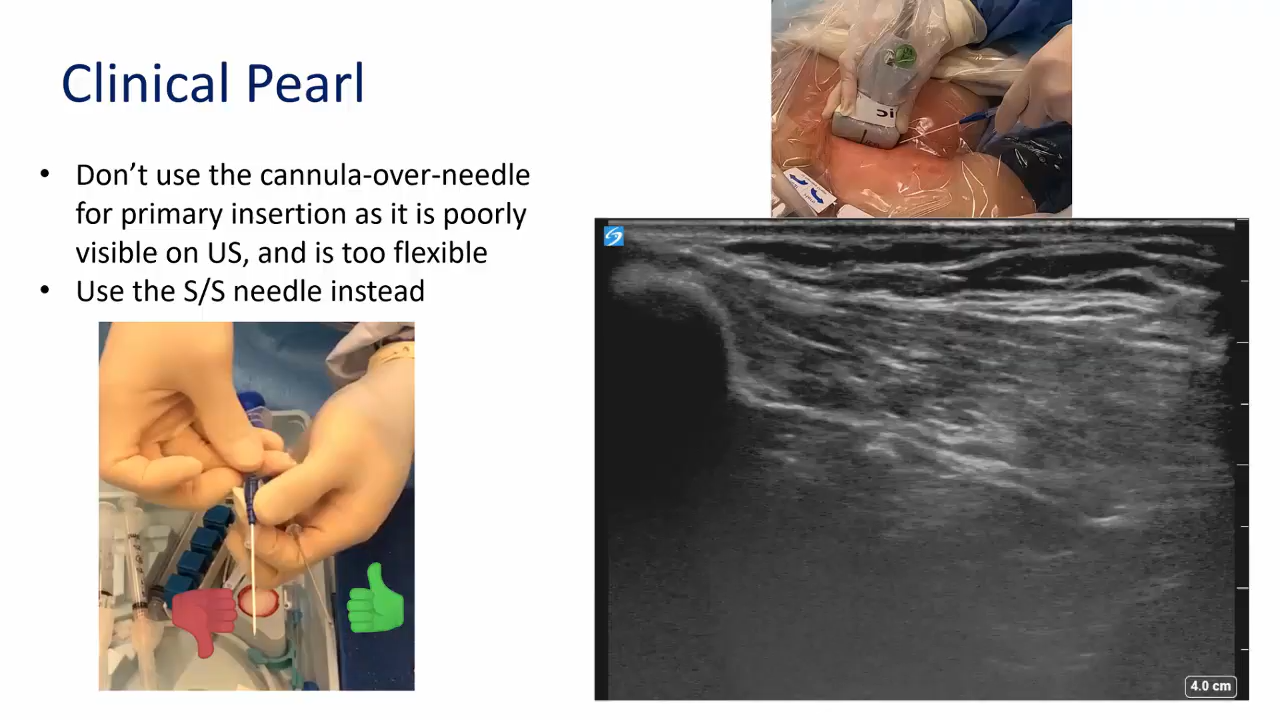 Clinical Pearl
• Don’t use the cannula-over-needle
for primary insertion as it is poorly
visible on US, and is too flexible
• Use the S/S needle instead
4.0 cm